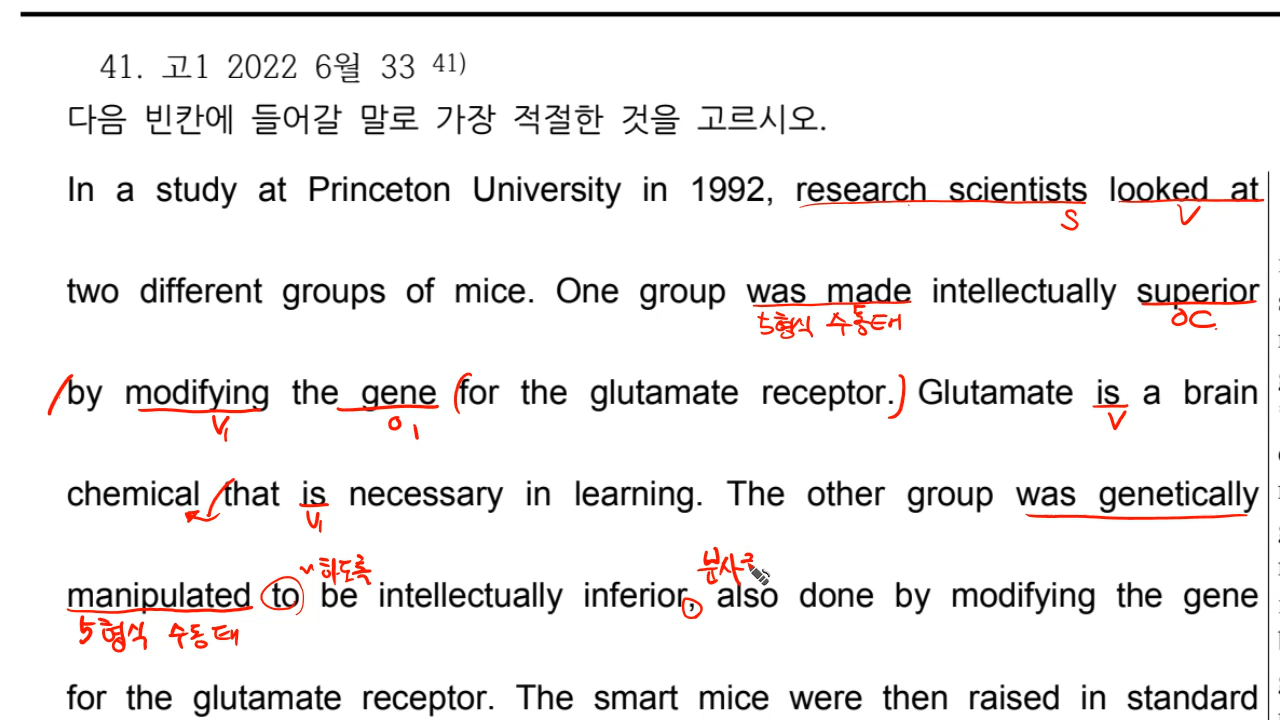 41. 고1 2022 6월 33 41)
다음 빈칸에 들어갈 말로 가장 적절한 것을 고르시오.
In a study at Princeton University in 1992, research scientists looked at
S V
two different groups of mice. One group was made intellectually superior
5형식 수동태 OC
by modifying the gene (for the glutamate receptor.) Glutamate is a brain
V1 O1 V
chemical that is necessary in learning. The other group was genetically
V1
~하도록 분사
manipulated to be intellectually inferior, also done by modifying the gene
5형식 수동태
for the glutamate receptor. The smart mice were then raised in standard